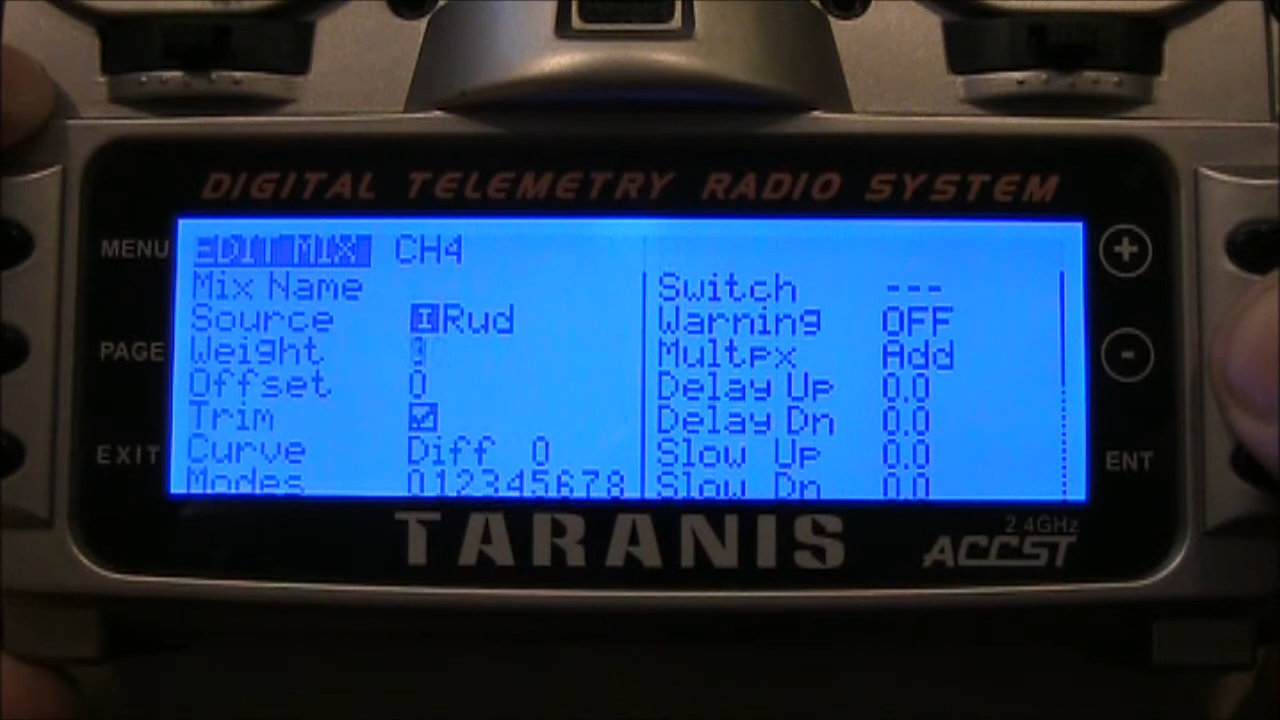 DIGITAL TELEMETRY RADIO SYSTEM
MENU
PAGE
EXIT
EDIT MIX CH4
Mix Name
Source IRud
Weight
Offset 0
Trim
Curve Diff 0
Modes 012345678
Switch ---
Warning OFF
Multpx Add
Delay Up 0.0
Delay Dn 0.0
Slow Up 0.0
Slow Dn 0.0
+
-
ENT
TARANIS
2.4GHz
ACCST